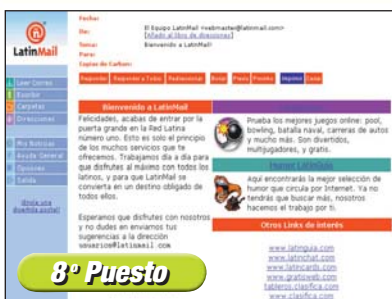 LatinMail
Leer Correo
Escribir
Carpetas
Direcciones
Mis Noticias
Ayuda General
Opciones
Salida
¡Envía una
divertida postal!
Fecha:
De: El Equipo LatinMail <webmaster@latinmail.com>
[Añadir al libro de direcciones]
Tema: Bienvenido a LatinMail!
Para:
Copias de Carbon:
Responder Responder a Todos Redireccionar Borrar Previo Proximo Imprimir Cerrar
Bienvenido a LatinMail
Felicidades, acabas de entrar por la
puerta grande en la Red Latina
número uno. Esto es solo el principio
de los muchos servicios que te
ofrecemos. Trabajamos día a día para
que disfrutes al máximo con todos los
latinos, y para que LatinMail se
convierta en un destino obligado de
todos ellos.
Esperamos que disfrutes con nosotros
y no dudes en enviarnos tus
sugerencias a la dirección
usuarios@latinmail.com
Prueba los mejores juegos online: pool,
bowling, batalla naval, carreras de autos
y mucho más. Son divertidos,
multijugadores, y gratis.
Humor LatinGuia
Aquí encontrarás la mejor selección de
humor que circula por Internet. Ya no
tendrás que buscar más, nosotros
hacemos el trabajo por ti.
Otros Links de interés
www.latinguia.com
www.latinchat.com
www.latincards.com
www.gratisweb.com
tableros.clasifica.com
www.clasifica.com
8º Puesto